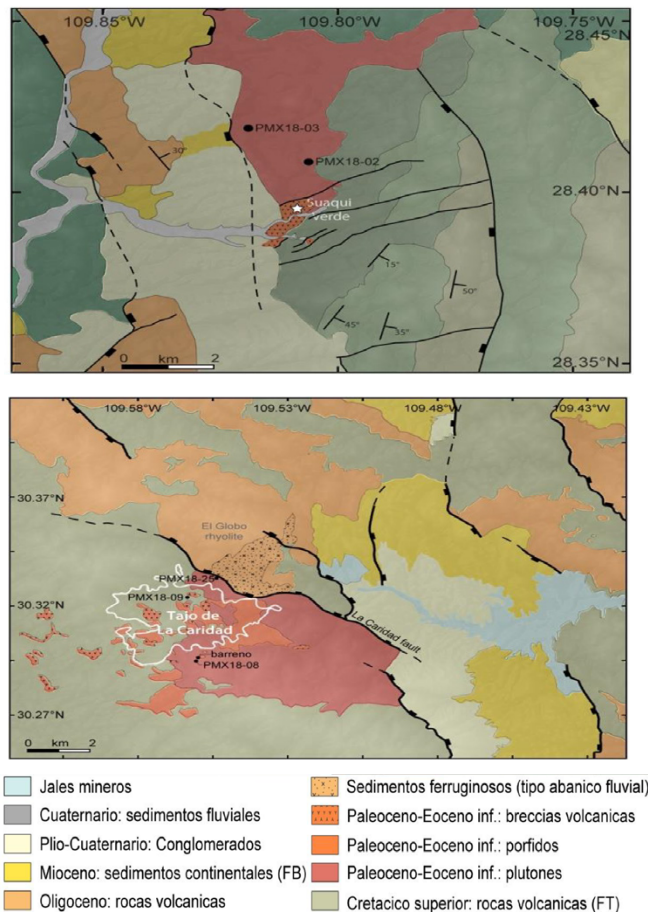 109.85°W 109.80°W 109.75°W
28.45°N
PMX18-03
30°
PMX18-02
28.40°N
Suaqui
Verde
15°
50°
45° 35°
0 km 2
28.35°N
109.58°W 109.53°W 109.48°W 109.43°W
30.37°N
El Globo
rhyolite
PMX18-25
PMX18-09
30.32°N
Tajo de
La Caridad
La Caridad fault
barreno
PMX18-08
30.27°N
0 km 2
Jales mineros
Cuaternario: sedimentos fluviales
Plio-Cuaternario: Conglomerados
Mioceno: sedimentos continentales (FB)
Oligoceno: rocas volcanicas
Sedimentos ferruginosos (tipo abanico fluvial)
Paleoceno-Eoceno inf.: breccias volcanicas
Paleoceno-Eoceno inf.: porfidos
Paleoceno-Eoceno inf.: plutones
Cretacico superior: rocas volcanicas (FT)